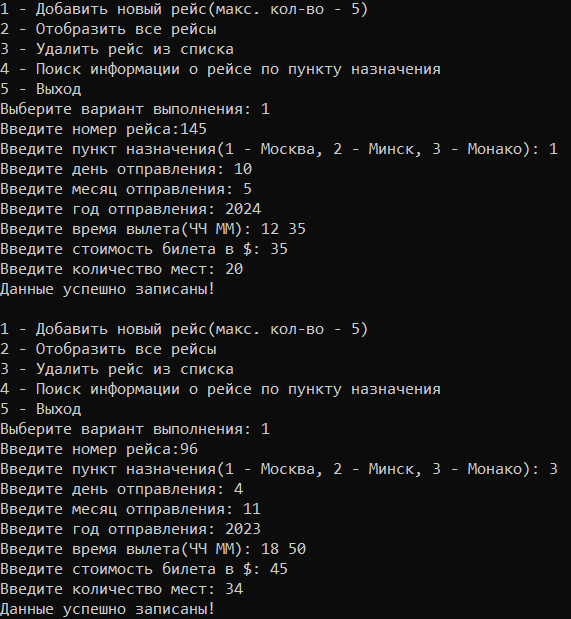 1 - Добавить новый рейс(макс. кол-во - 5)
2 - Отобразить все рейсы
3 - Удалить рейс из списка
4 - Поиск информации о рейсе по пункту назначения
5 - Выход
Выберите вариант выполнения: 1
Введите номер рейса:145
Введите пункт назначения(1 - Москва, 2 - Минск, 3 - Монако): 1
Введите день отправления: 10
Введите месяц отправления: 5
Введите год отправления: 2024
Введите время вылета(ЧЧ ММ): 12 35
Введите стоимость билета в $: 35
Введите количество мест: 20
Данные успешно записаны!

1 - Добавить новый рейс(макс. кол-во - 5)
2 - Отобразить все рейсы
3 - Удалить рейс из списка
4 - Поиск информации о рейсе по пункту назначения
5 - Выход
Выберите вариант выполнения: 1
Введите номер рейса:96
Введите пункт назначения(1 - Москва, 2 - Минск, 3 - Монако): 3
Введите день отправления: 4
Введите месяц отправления: 11
Введите год отправления: 2023
Введите время вылета(ЧЧ ММ): 18 50
Введите стоимость билета в $: 45
Введите количество мест: 34
Данные успешно записаны!